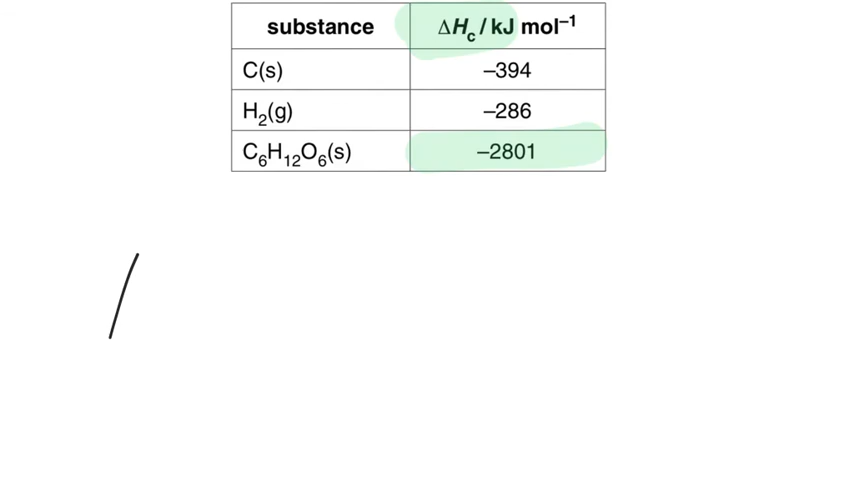 substance ΔHc / kJ mol⁻¹
C(s) –394
H₂(g) –286
C₆H₁₂O₆(s) –2801